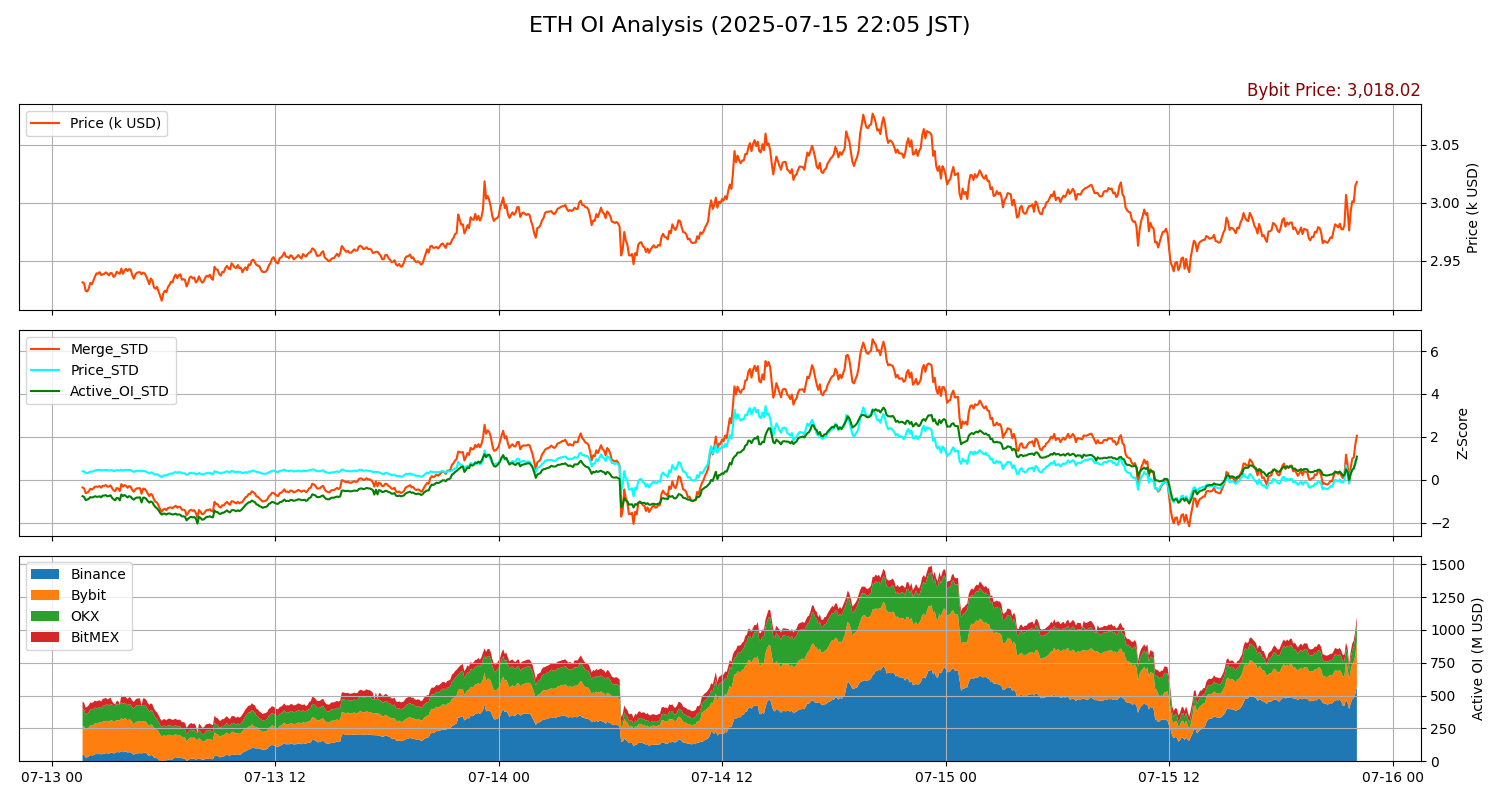 ETH OI Analysis (2025-07-15 22:05 JST)
Bybit Price: 3,018.02
Price (k USD)
3.05
3.00
2.95
Price (k USD)
Merge_STD
Price_STD
Active_OI_STD
6
4
2
0
−2
Z-Score
Binance
Bybit
OKX
BitMEX
1500
1250
1000
750
500
250
0
Active OI (M USD)
07-13 00
07-13 12
07-14 00
07-14 12
07-15 00
07-15 12
07-16 00